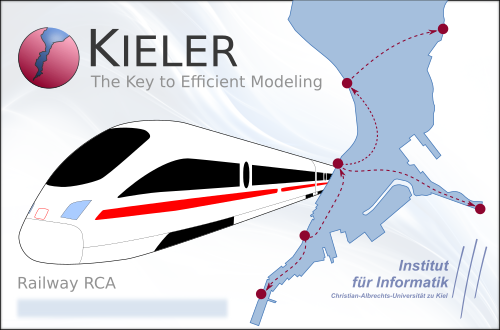 KIELER
The Key to Efficient Modeling
Railway RCA
Institut
für Informatik
Christian-Albrechts-Universität zu Kiel